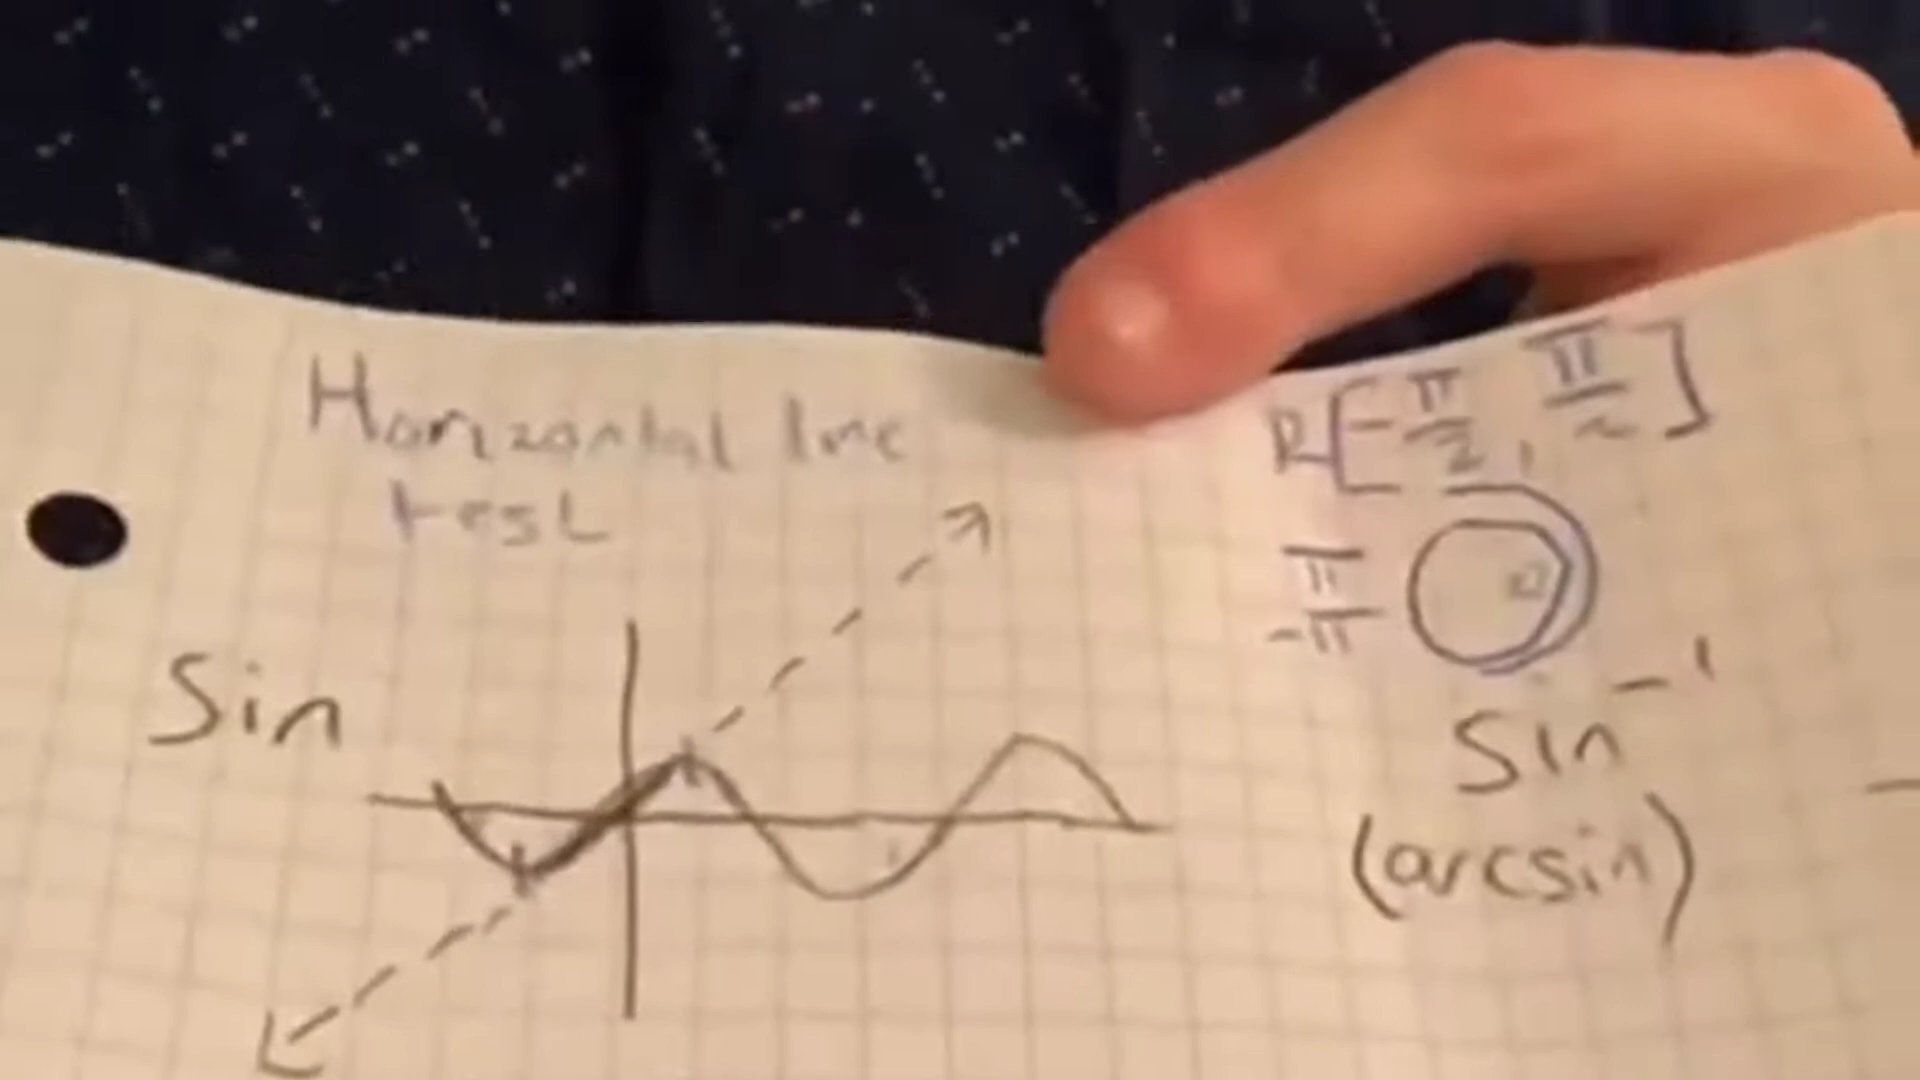 Horizontal line
test
R[-π/2, π/2]
π
-π
R
Sin
Sin⁻¹
(arcsin)